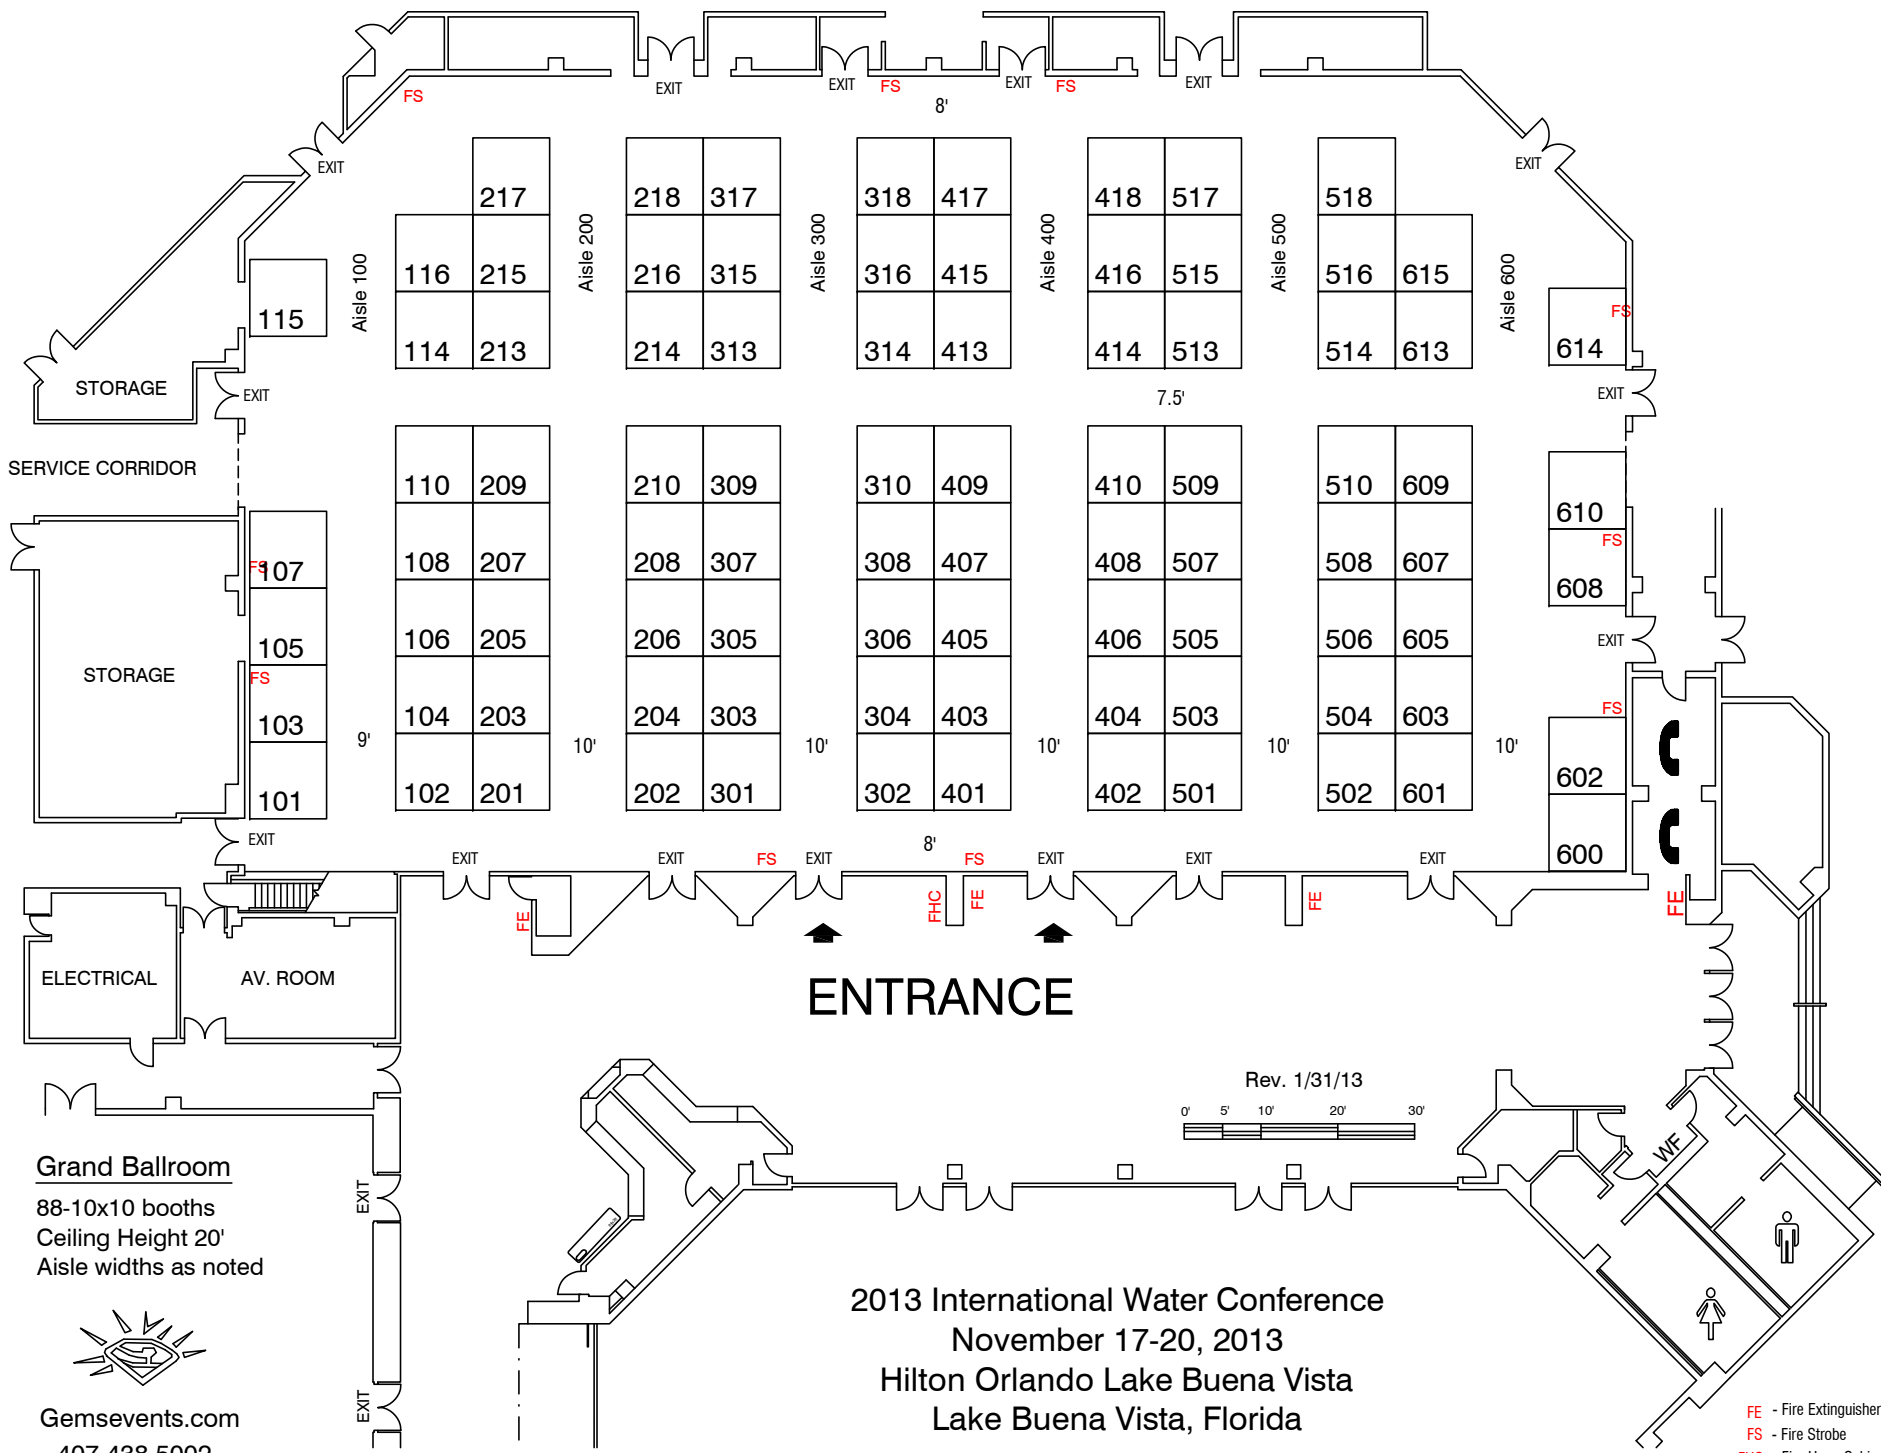 EXIT
EXIT
EXIT
EXIT
FS
FS
FS
8'
EXIT
EXIT
217
218 317
318 417
418 517
518
Aisle 100
Aisle 200
Aisle 300
Aisle 400
Aisle 500
Aisle 600
115
116 215
216 315
316 415
416 515
516 615
FS
114 213
214 313
314 413
414 513
514 613
614
STORAGE
EXIT
7.5'
EXIT
SERVICE CORRIDOR
110 209
210 309
310 409
410 509
510 609
610
FS
FS
107
108 207
208 307
308 407
408 507
508 607
608
105
106 205
206 305
306 405
406 505
506 605
EXIT
STORAGE
FS
FS
103
104 203
204 303
304 403
404 503
504 603
9'
10'
10'
10'
10'
10'
602
101
102 201
202 301
302 401
402 501
502 601
EXIT
8'
600
EXIT
EXIT
FS
EXIT
FS
EXIT
EXIT
EXIT
FE
FHC
FE
FE
FE
ELECTRICAL
AV. ROOM
ENTRANCE
Rev. 1/31/13
0' 5' 10' 20' 30'
WF
Grand Ballroom
88-10x10 booths
Ceiling Height 20'
Aisle widths as noted
EXIT
EXIT
Gemsevents.com
2013 International Water Conference
November 17-20, 2013
Hilton Orlando Lake Buena Vista
Lake Buena Vista, Florida
FE - Fire Extinguisher
FS - Fire Strobe